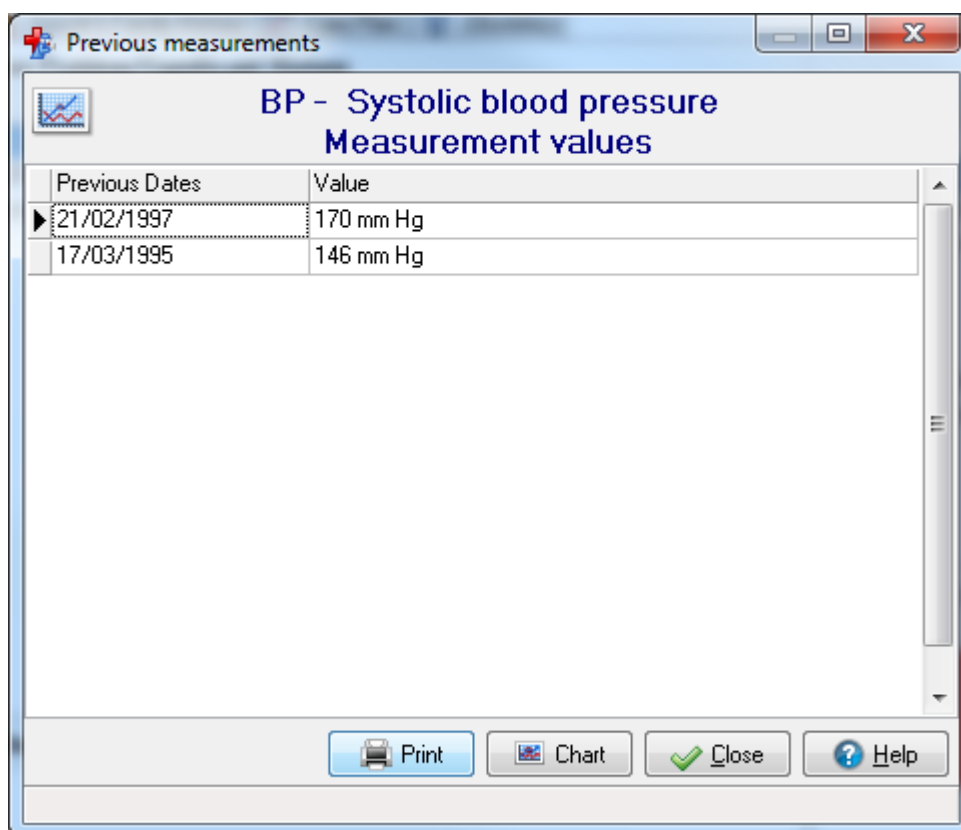 Previous measurements
BP - Systolic blood pressure
Measurement values
Previous Dates Value
21/02/1997 170 mm Hg
17/03/1995 146 mm Hg
Print Chart Close Help